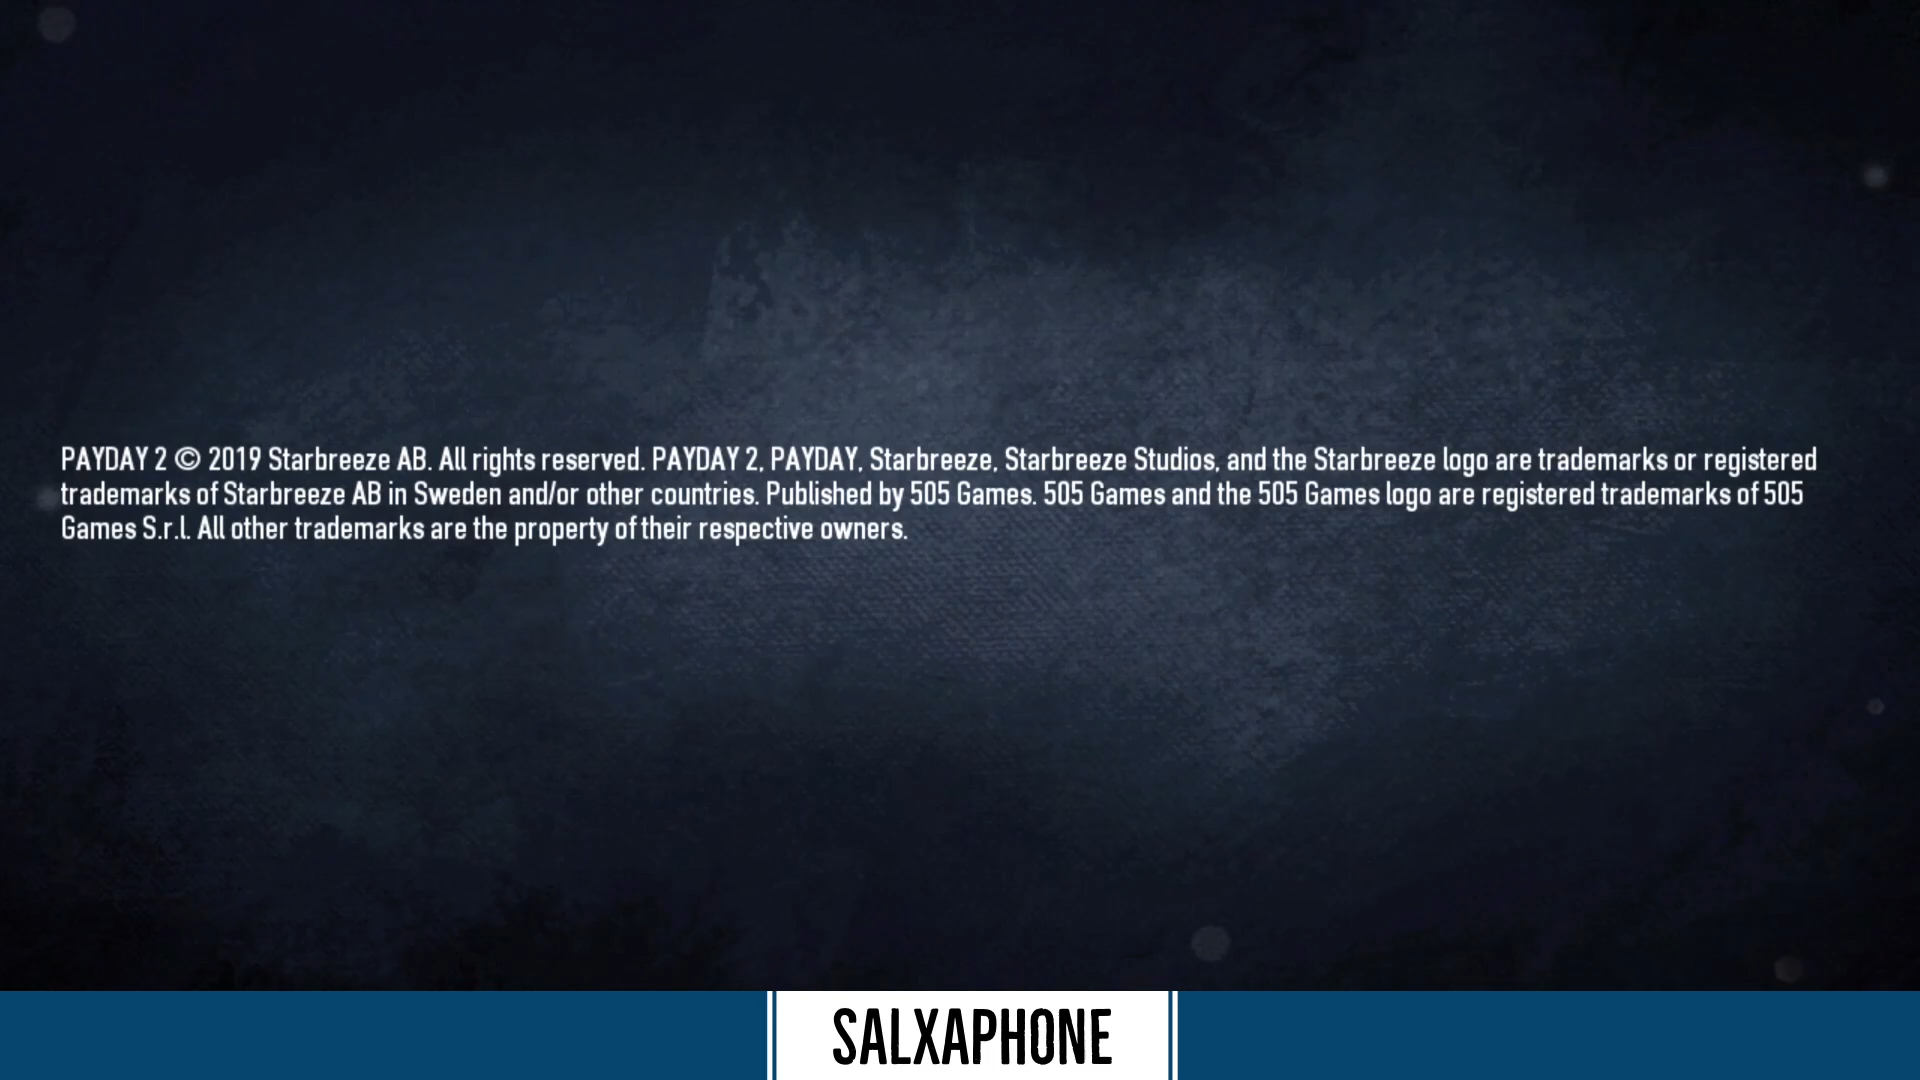 PAYDAY 2 © 2019 Starbreeze AB. All rights reserved. PAYDAY 2, PAYDAY, Starbreeze, Starbreeze Studios, and the Starbreeze logo are trademarks or registered
trademarks of Starbreeze AB in Sweden and/or other countries. Published by 505 Games. 505 Games and the 505 Games logo are registered trademarks of 505
Games S.r.l. All other trademarks are the property of their respective owners.
SALXAPHONE